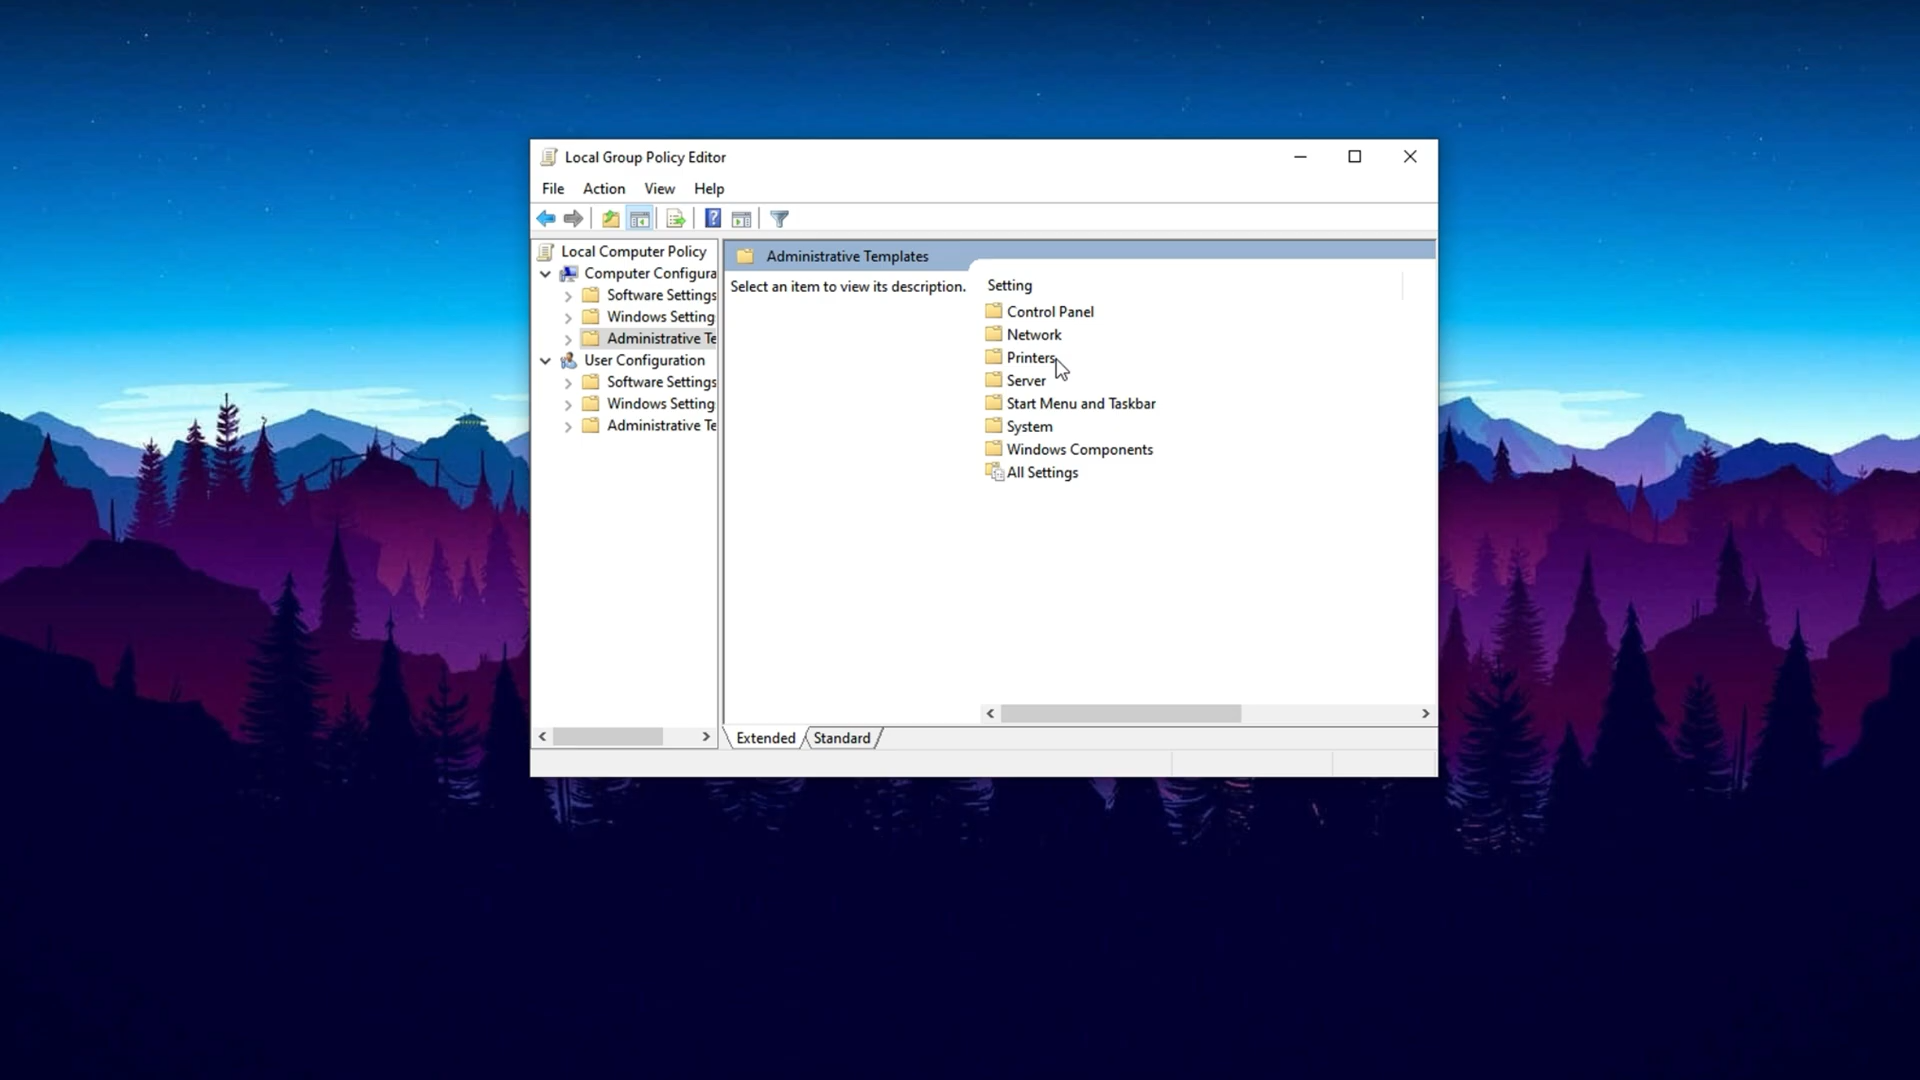 Local Group Policy Editor
File Action View Help
Local Computer Policy
Computer Configura
Software Settings
Windows Setting
Administrative Te
User Configuration
Software Settings
Windows Setting
Administrative Te
Administrative Templates
Select an item to view its description.
Setting
Control Panel
Network
Printers
Server
Start Menu and Taskbar
System
Windows Components
All Settings
Extended Standard